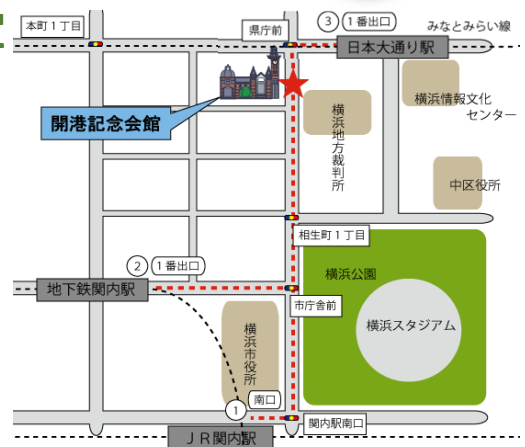 本町1丁目
県庁前
③ 1番出口
みなとみらい線
日本大通り駅
開港記念会館
横浜地方裁判所
横浜情報文化
センター
中区役所
相生町1丁目
② 1番出口
地下鉄関内駅
横浜公園
市庁舎前
横浜スタジアム
横浜市役所
① 南口
関内駅南口
JR関内駅